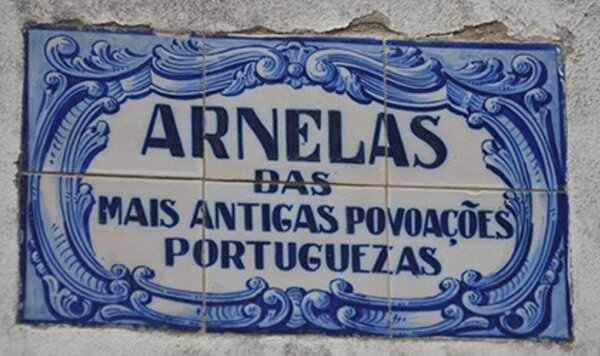 ARNELAS
DAS
MAIS ANTIGAS POVOAÇÕES
PORTUGUEZAS